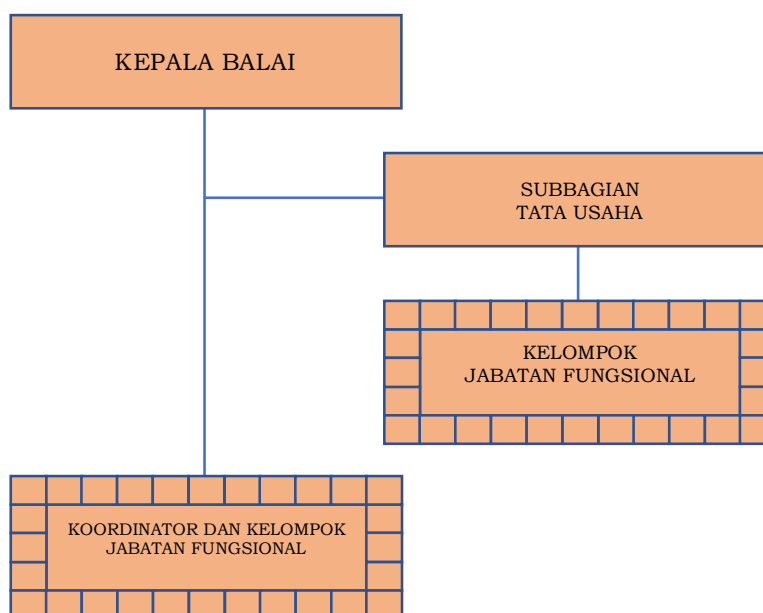 KEPALA BALAI
SUBBAGIAN
TATA USAHA
KELOMPOK
JABATAN FUNGSIONAL
KOORDINATOR DAN KELOMPOK
JABATAN FUNGSIONAL